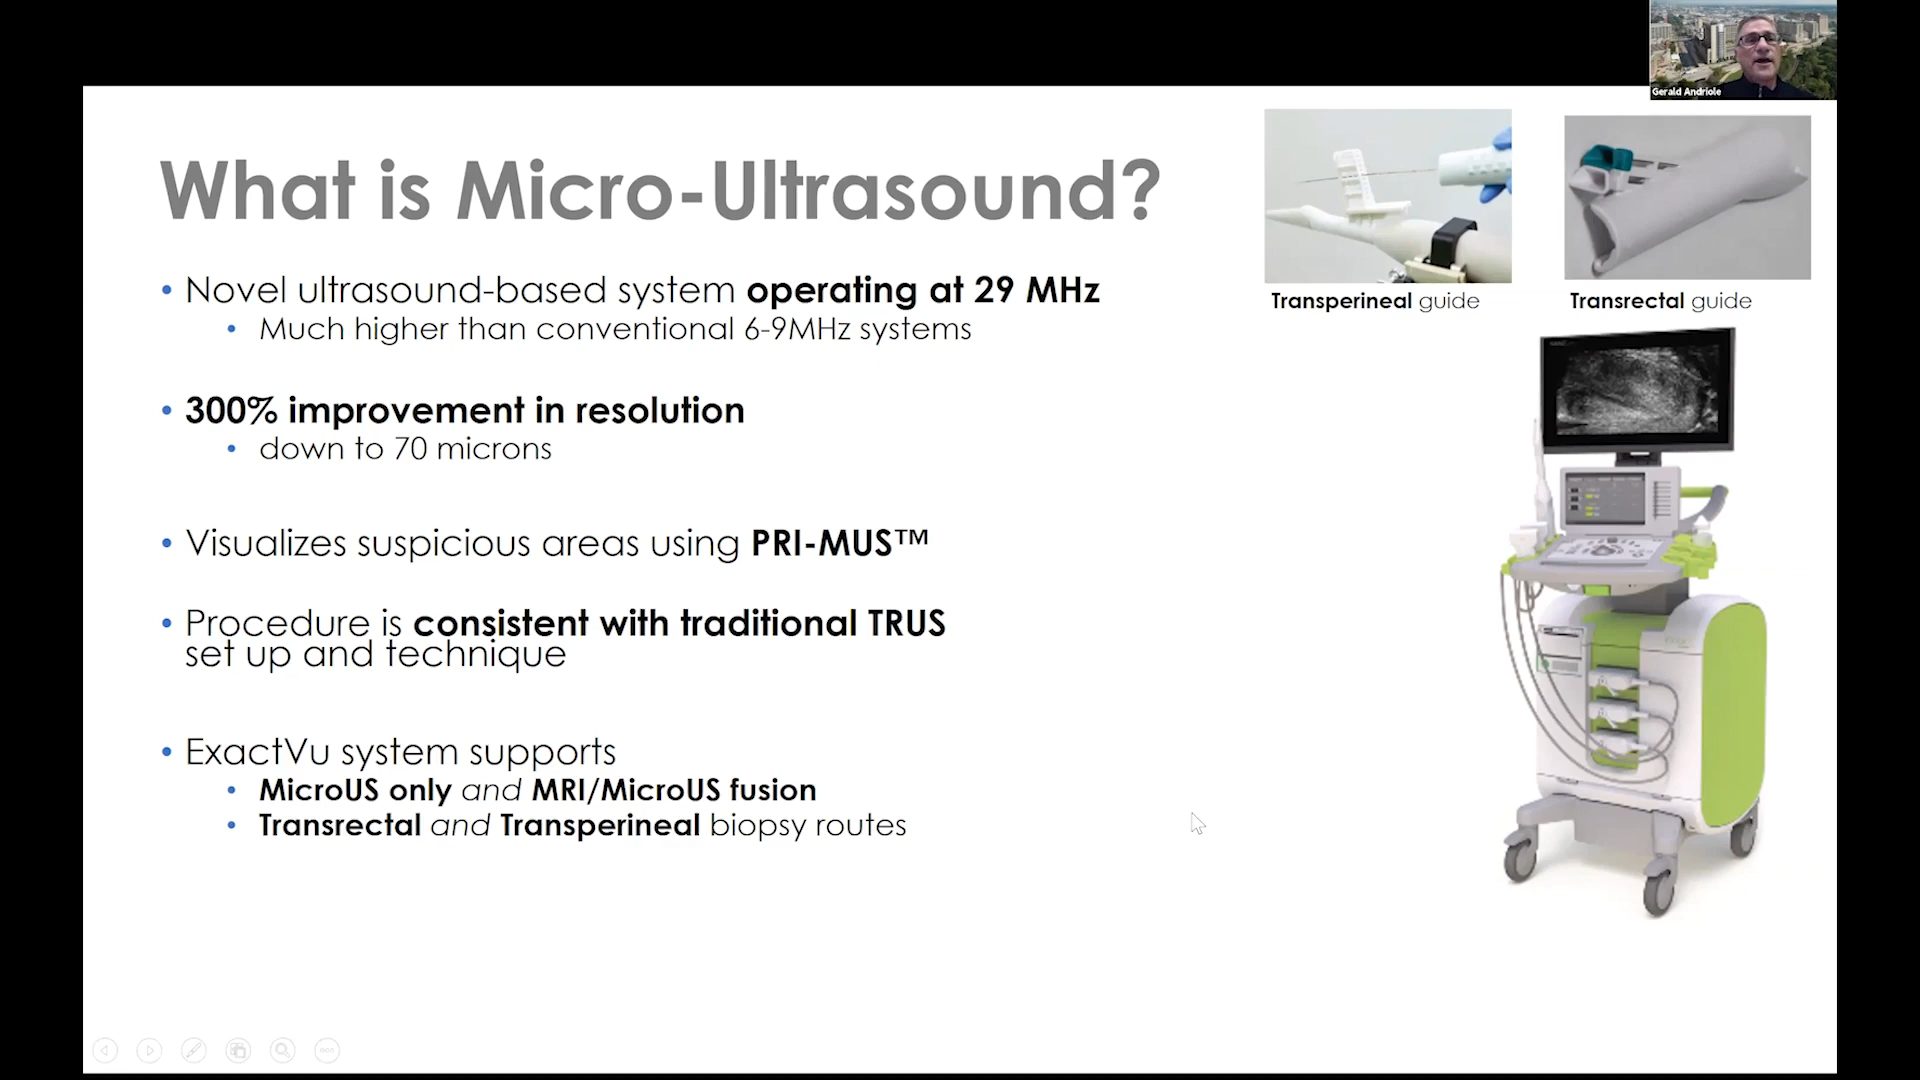 Gerald Andriole
What is Micro-Ultrasound?
• Novel ultrasound-based system operating at 29 MHz
• Much higher than conventional 6-9MHz systems
• 300% improvement in resolution
• down to 70 microns
• Visualizes suspicious areas using PRI-MUS™
• Procedure is consistent with traditional TRUS
set up and technique
• ExactVu system supports
• MicroUS only and MRI/MicroUS fusion
• Transrectal and Transperineal biopsy routes
Transperineal guide
Transrectal guide